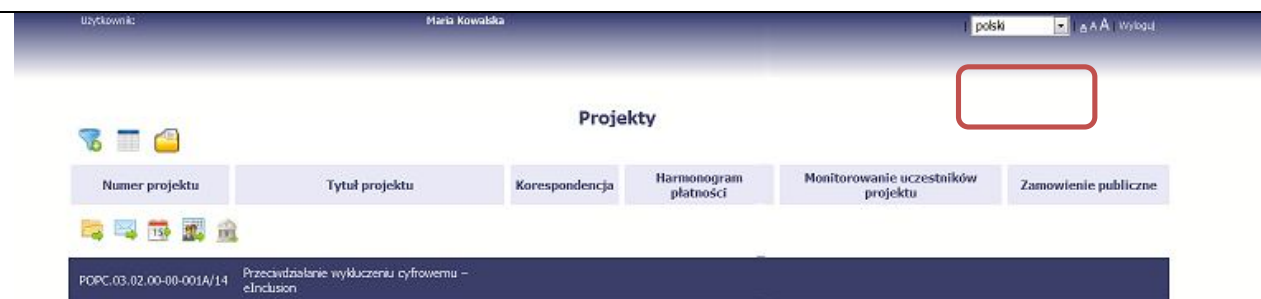 Użytkownik: Maria Kowalska | polski | A A A | Wyloguj
Projekty
Numer projektu Tytuł projektu Korespondencja Harmonogram płatności Monitorowanie uczestników projektu Zamowienie publiczne
POPC.03.02.00-00-001A/14 Przeciwdziałanie wykluczeniu cyfrowemu –
eInclusion